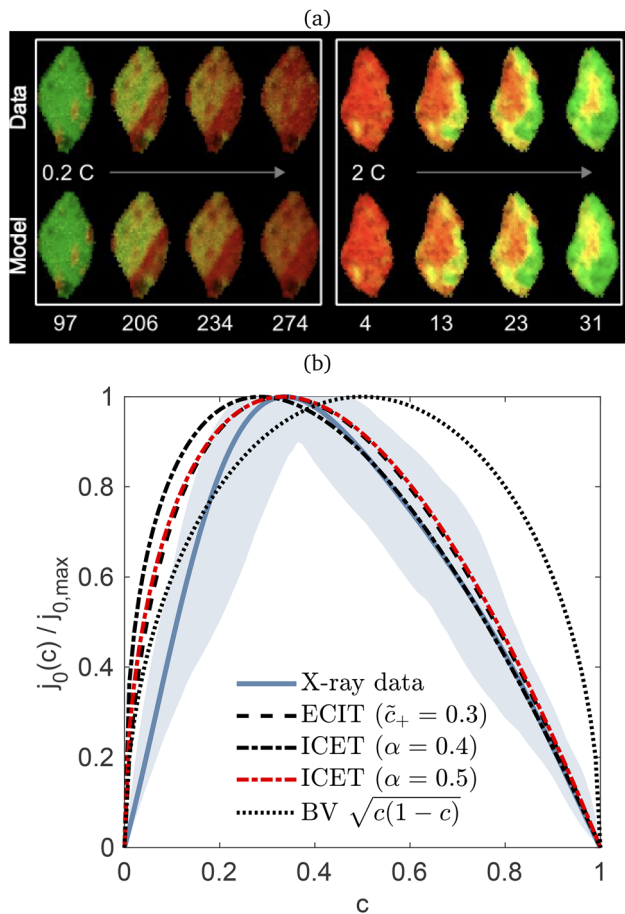 (a)
Data
0.2 C
2 C
Model
97 206 234 274 4 13 23 31
(b)
j₀(c) / j₀,max
1
0.8
0.6
0.4
0.2
0
X-ray data
ECIT (c̃₊ = 0.3)
ICET (α = 0.4)
ICET (α = 0.5)
BV √c(1 − c)
0 0.2 0.4 0.6 0.8 1
c